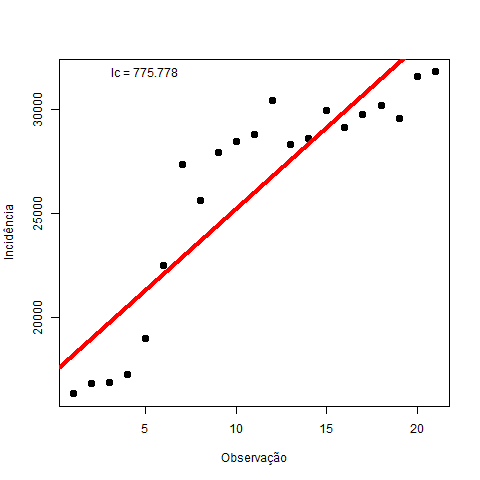 Ic = 775.778
30000
25000
20000
Incidência
5 10 15 20
Observação